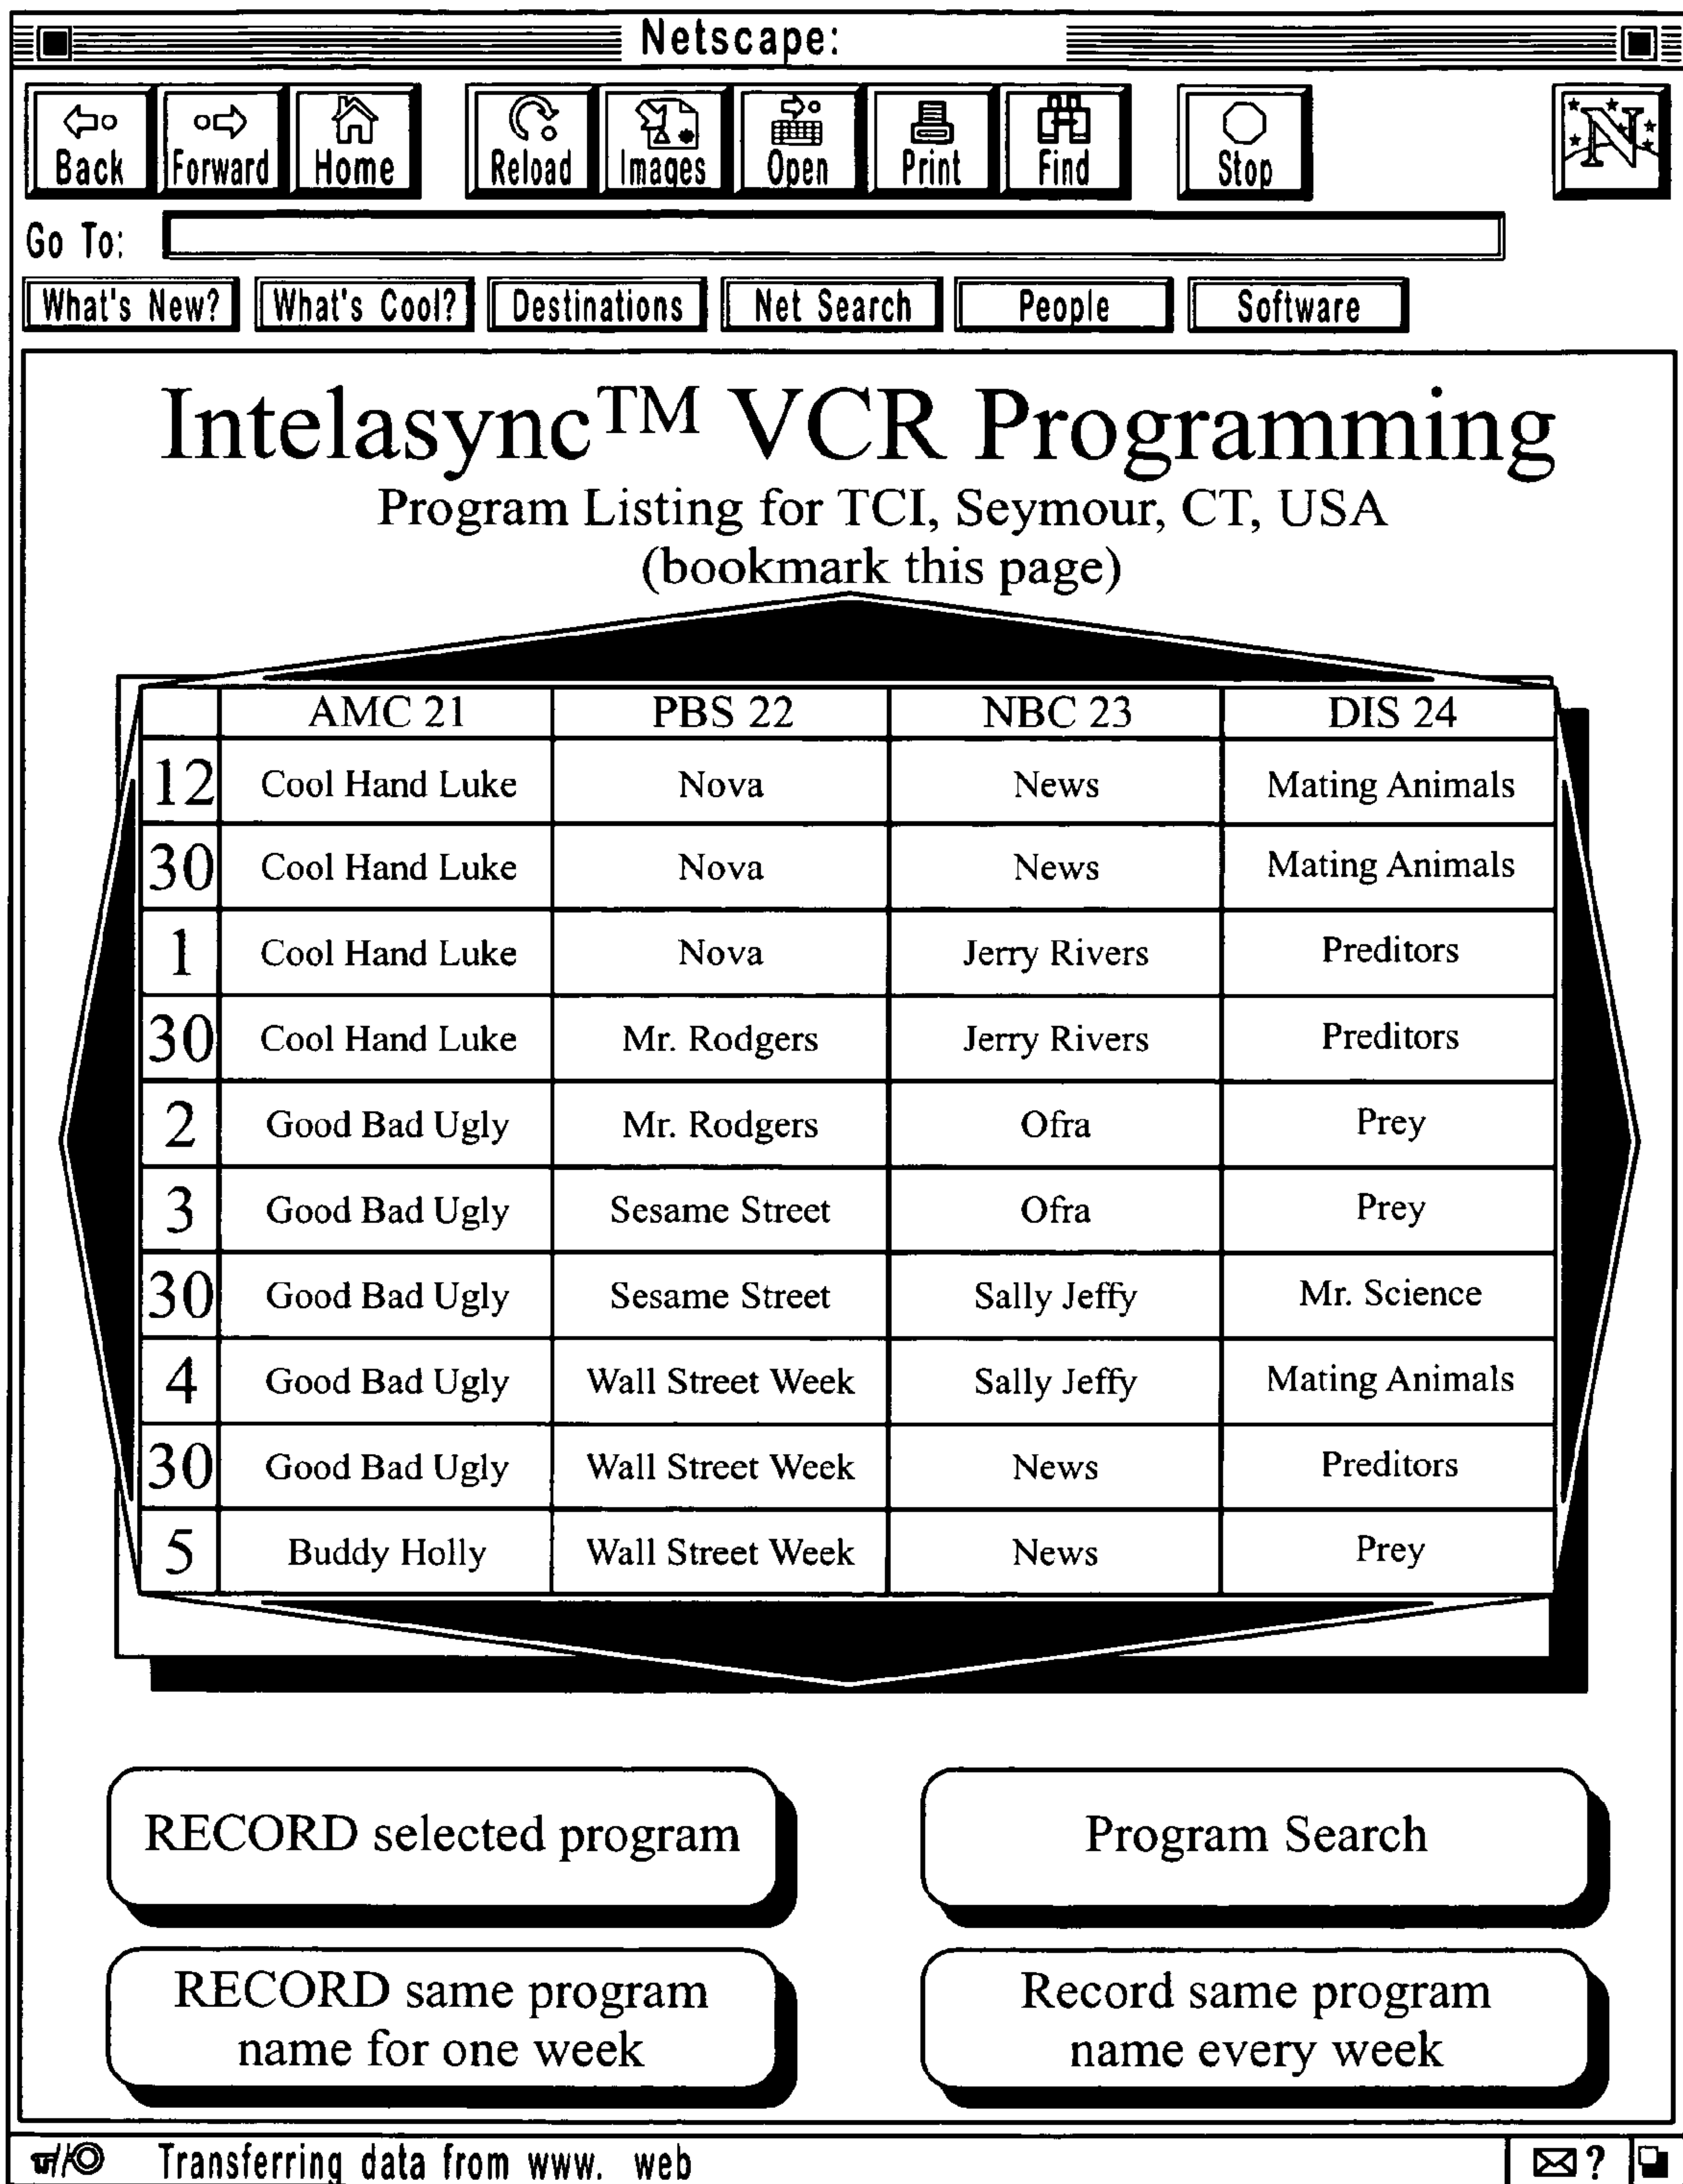 Netscape:
Back Forward Home Reload Images Open Print Find Stop N
Go To:
What's New? What's Cool? Destinations Net Search People Software
Intelasync™ VCR Programming
Program Listing for TCI, Seymour, CT, USA
(bookmark this page)
AMC 21 PBS 22 NBC 23 DIS 24
12 Cool Hand Luke Nova News Mating Animals
30 Cool Hand Luke Nova News Mating Animals
1 Cool Hand Luke Nova Jerry Rivers Preditors
30 Cool Hand Luke Mr. Rodgers Jerry Rivers Preditors
2 Good Bad Ugly Mr. Rodgers Ofra Prey
3 Good Bad Ugly Sesame Street Ofra Prey
30 Good Bad Ugly Sesame Street Sally Jeffy Mr. Science
4 Good Bad Ugly Wall Street Week Sally Jeffy Mating Animals
30 Good Bad Ugly Wall Street Week News Preditors
5 Buddy Holly Wall Street Week News Prey
RECORD selected program Program Search
RECORD same program
name for one week
Record same program
name every week
Transferring data from www. web ?